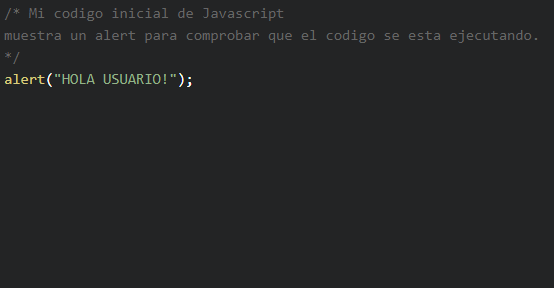 /* Mi codigo inicial de Javascript
muestra un alert para comprobar que el codigo se esta ejecutando.
*/
alert("HOLA USUARIO!");